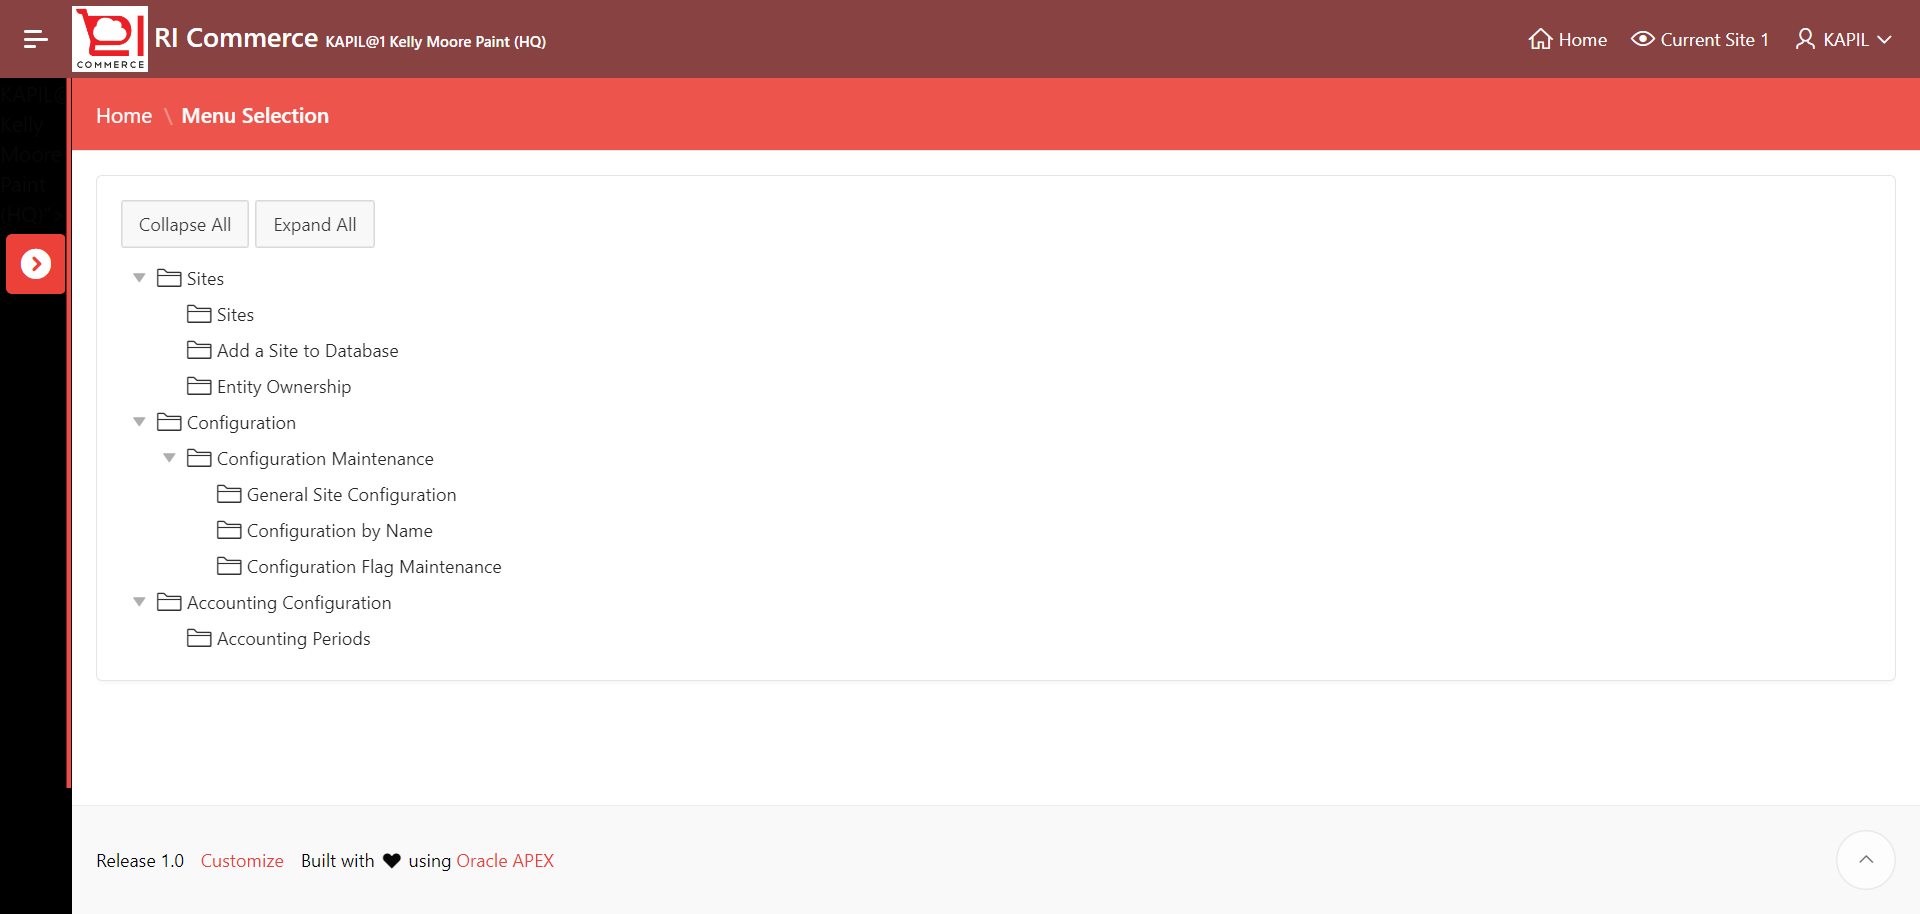 COMMERCE
RI Commerce KAPIL@1 Kelly Moore Paint (HQ)
Home
Current Site 1
KAPIL
KAPIL@
Kelly
Moore
Paint
(HQ)
Home \ Menu Selection
Collapse All
Expand All
Sites
Sites
Add a Site to Database
Entity Ownership
Configuration
Configuration Maintenance
General Site Configuration
Configuration by Name
Configuration Flag Maintenance
Accounting Configuration
Accounting Periods
Release 1.0 Customize Built with ♥ using Oracle APEX